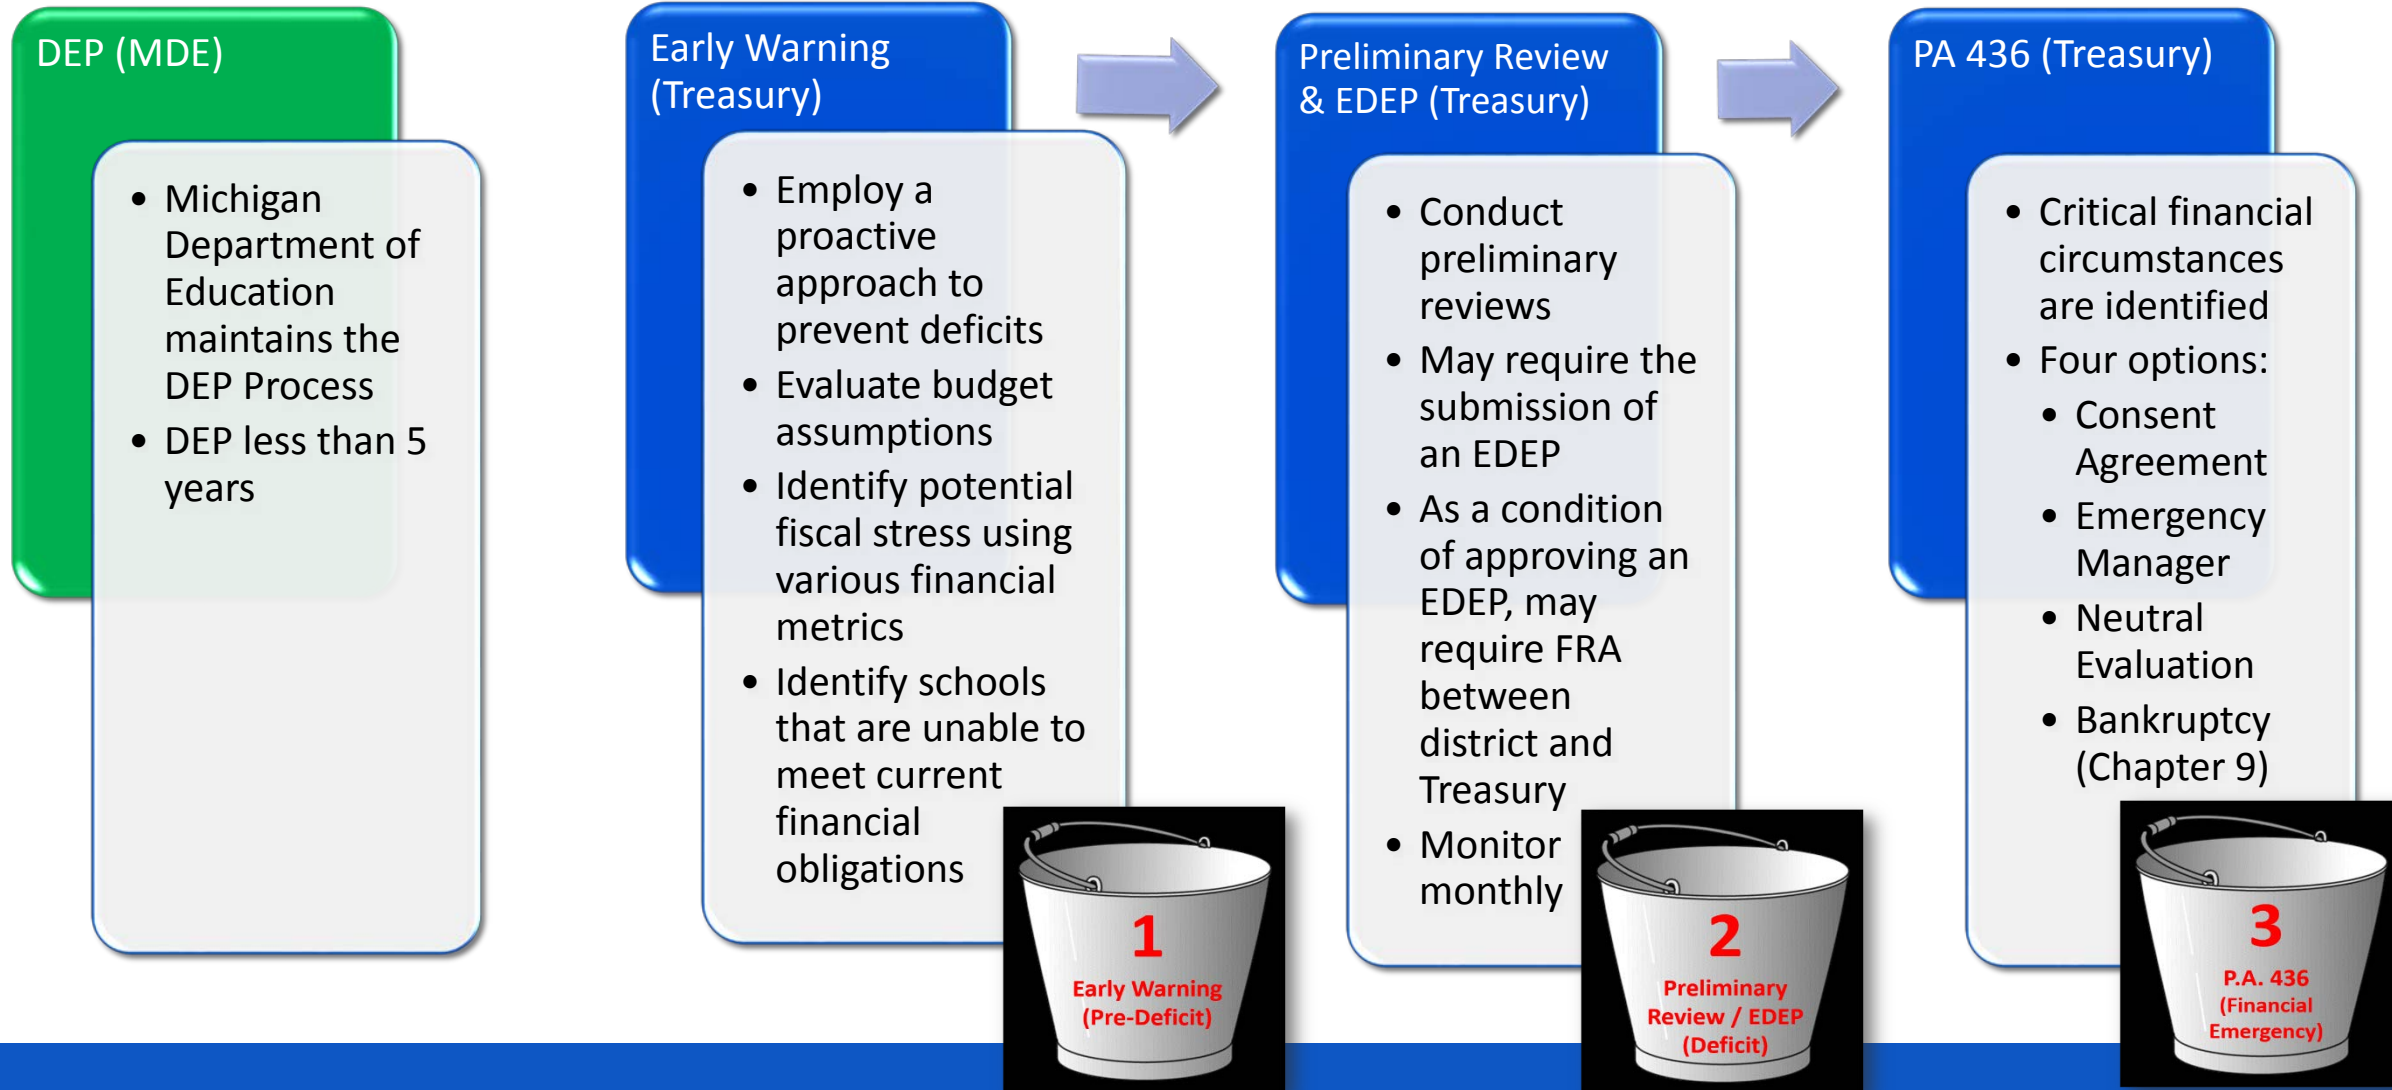 DEP (MDE)
• Michigan
Department of
Education
maintains the
DEP Process
• DEP less than 5
years
Early Warning
(Treasury)
• Employ a
proactive
approach to
prevent deficits
• Evaluate budget
assumptions
• Identify potential
fiscal stress using
various financial
metrics
• Identify schools
that are unable to
meet current
financial
obligations
1
Early Warning
(Pre-Deficit)
Preliminary Review
& EDEP (Treasury)
• Conduct
preliminary
reviews
• May require the
submission of
an EDEP
• As a condition
of approving an
EDEP, may
require FRA
between
district and
Treasury
• Monitor
monthly
2
Preliminary
Review / EDEP
(Deficit)
PA 436 (Treasury)
• Critical financial
circumstances
are identified
• Four options:
• Consent
Agreement
• Emergency
Manager
• Neutral
Evaluation
• Bankruptcy
(Chapter 9)
3
P.A. 436
(Financial
Emergency)